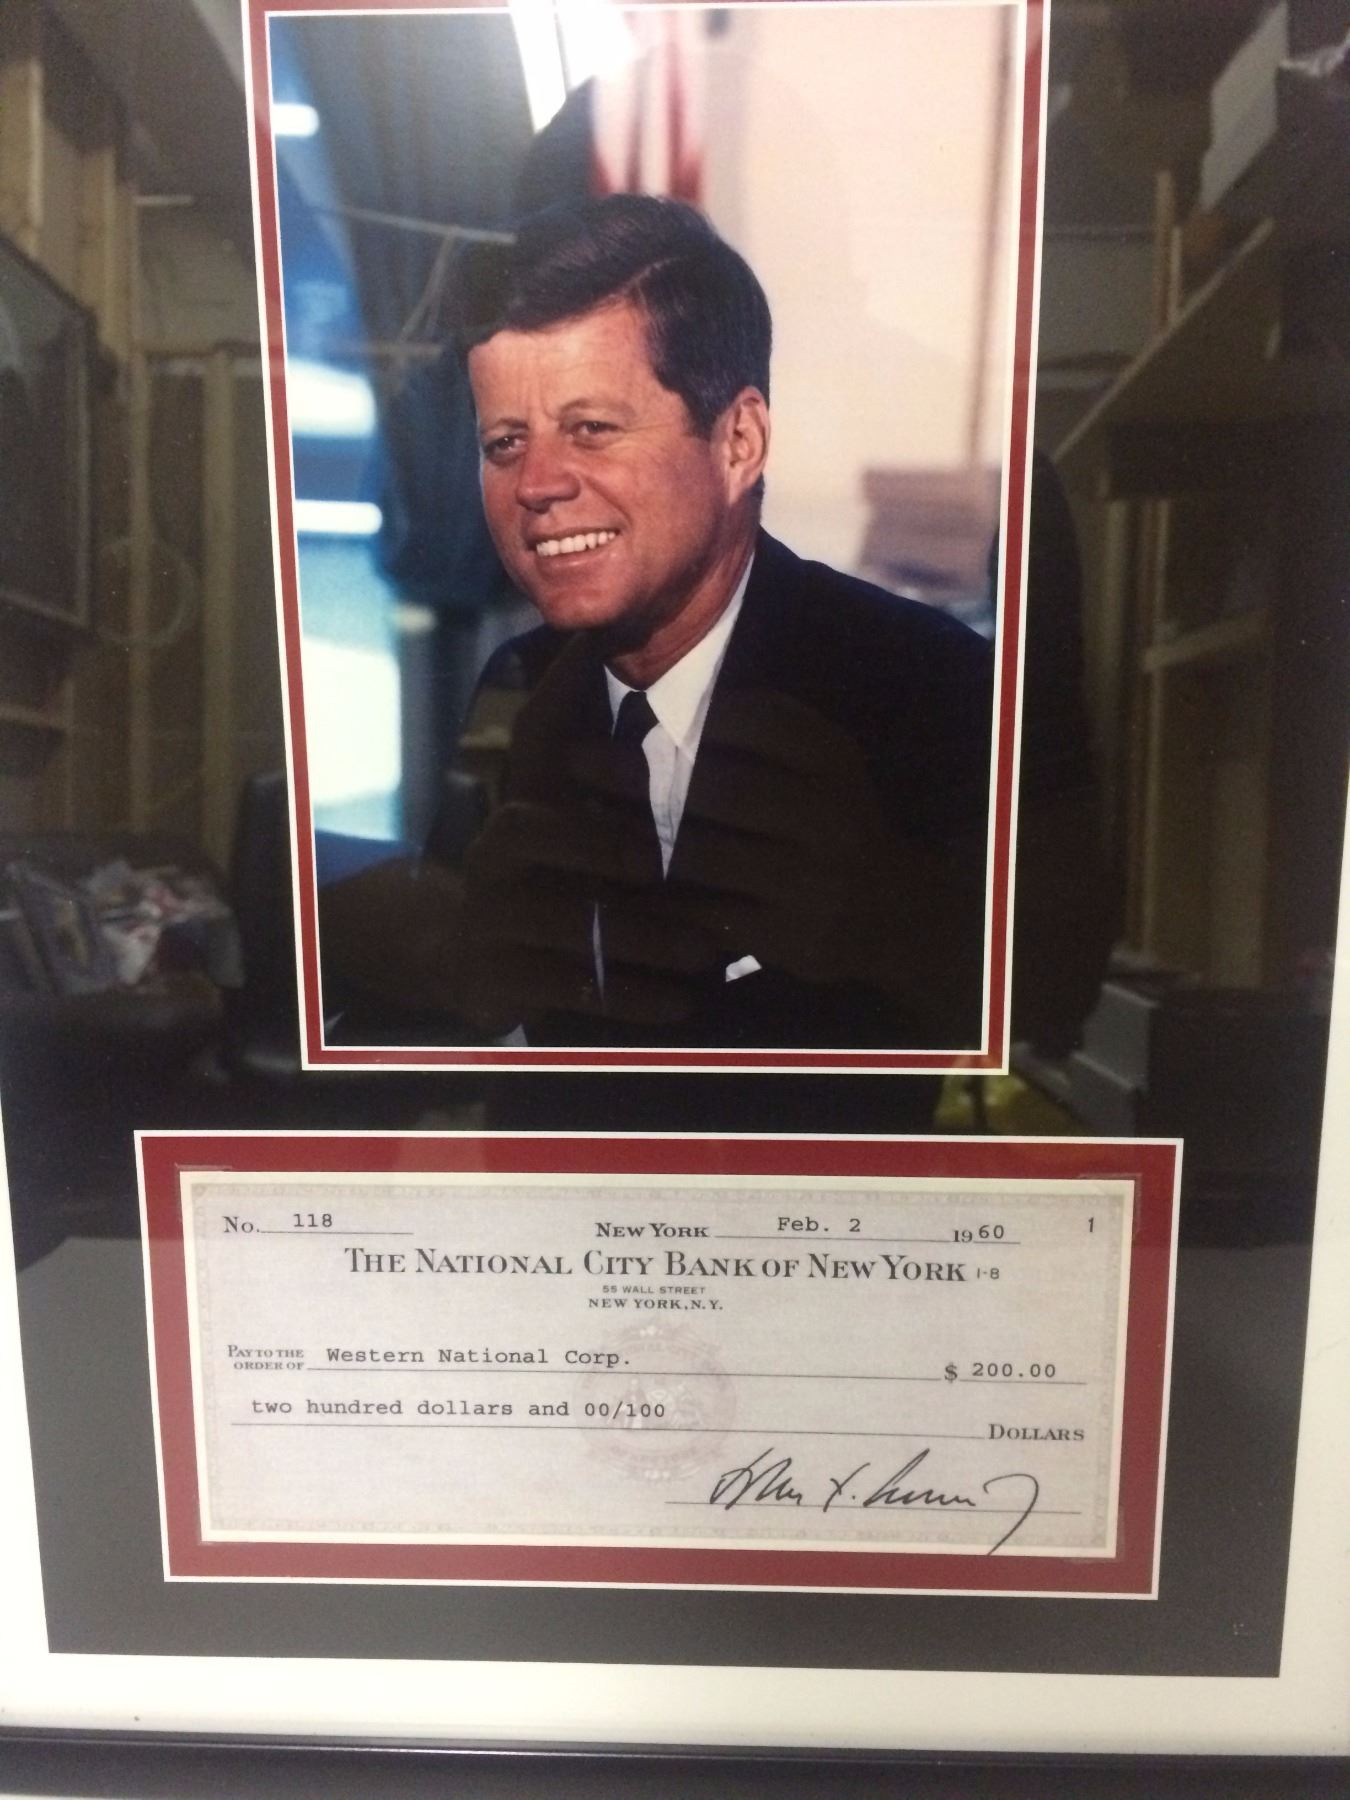 No. 118 NEW YORK Feb. 2 1960 1
THE NATIONAL CITY BANK OF NEW YORK 1-8
55 WALL STREET
NEW YORK, N.Y.
PAY TO THE ORDER OF Western National Corp. $ 200.00
two hundred dollars and 00/100 DOLLARS